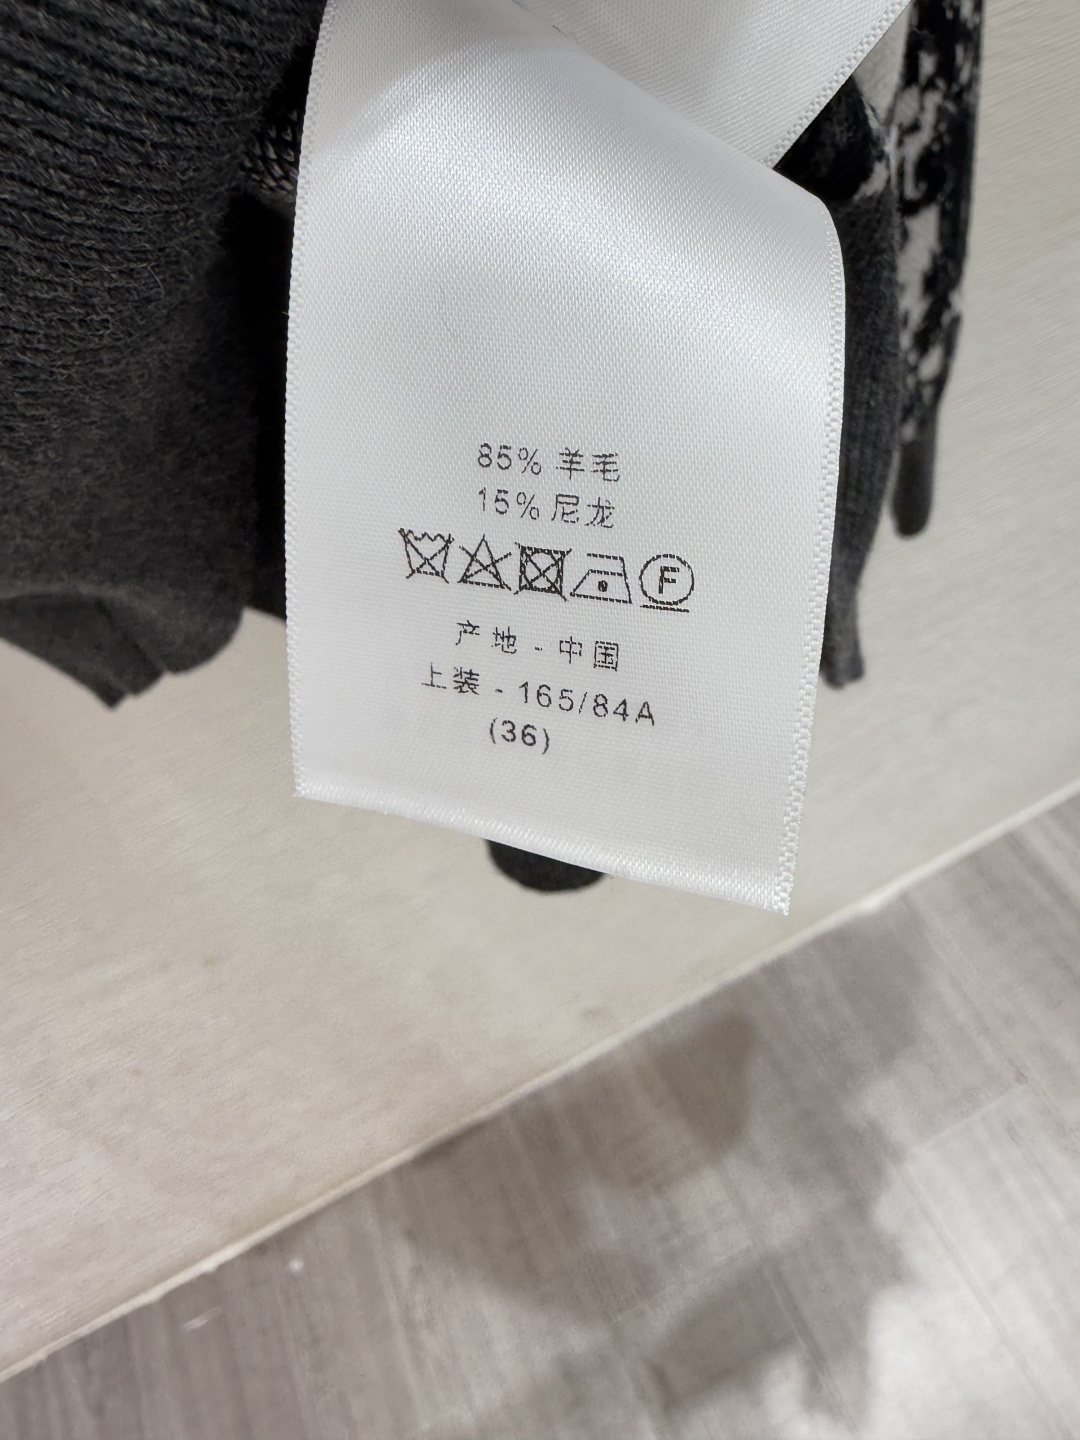 85% 羊毛
15% 尼龙
F
产地 - 中国
上装 - 165/84A
(36)